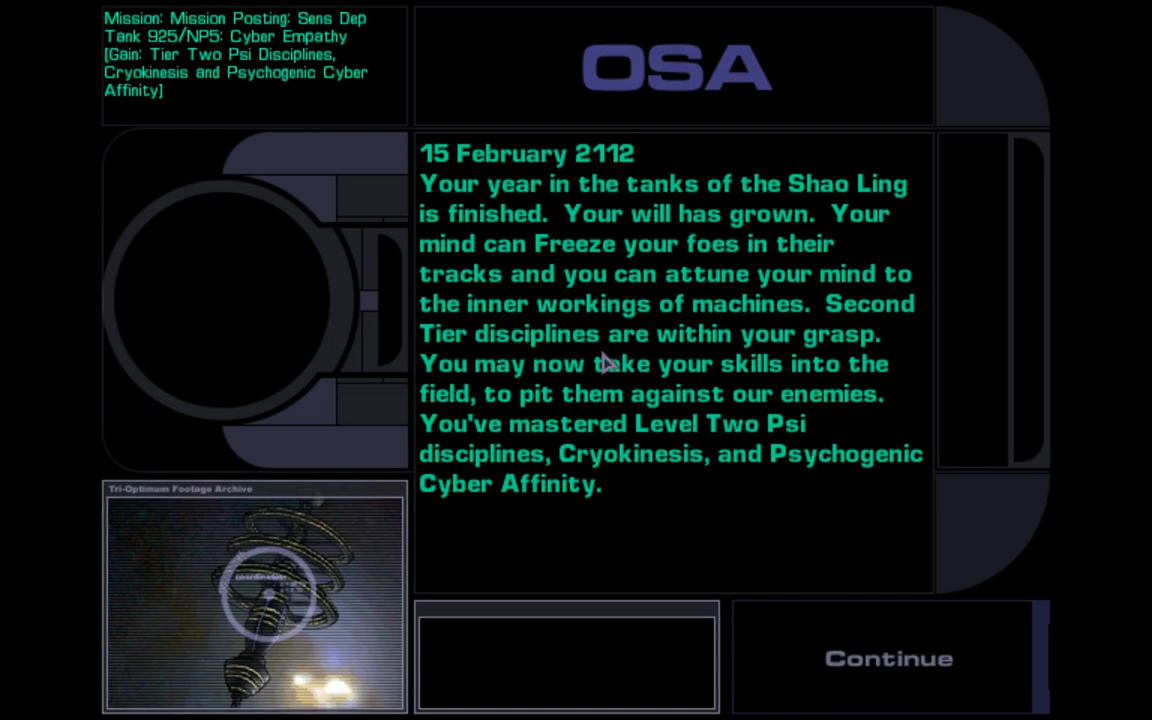 Mission: Mission Posting: Sens Dep
Tank 925/NP5: Cyber Empathy
[Gain: Tier Two Psi Disciplines,
Cryokinesis and Psychogenic Cyber
Affinity]
OSA
15 February 2112
Your year in the tanks of the Shao Ling
is finished.  Your will has grown.  Your
mind can Freeze your foes in their
tracks and you can attune your mind to
the inner workings of machines.  Second
Tier disciplines are within your grasp.
You may now take your skills into the
field, to pit them against our enemies.
You've mastered Level Two Psi
disciplines, Cryokinesis, and Psychogenic
Cyber Affinity.
Tri-Optimum Footage Archive
Continue